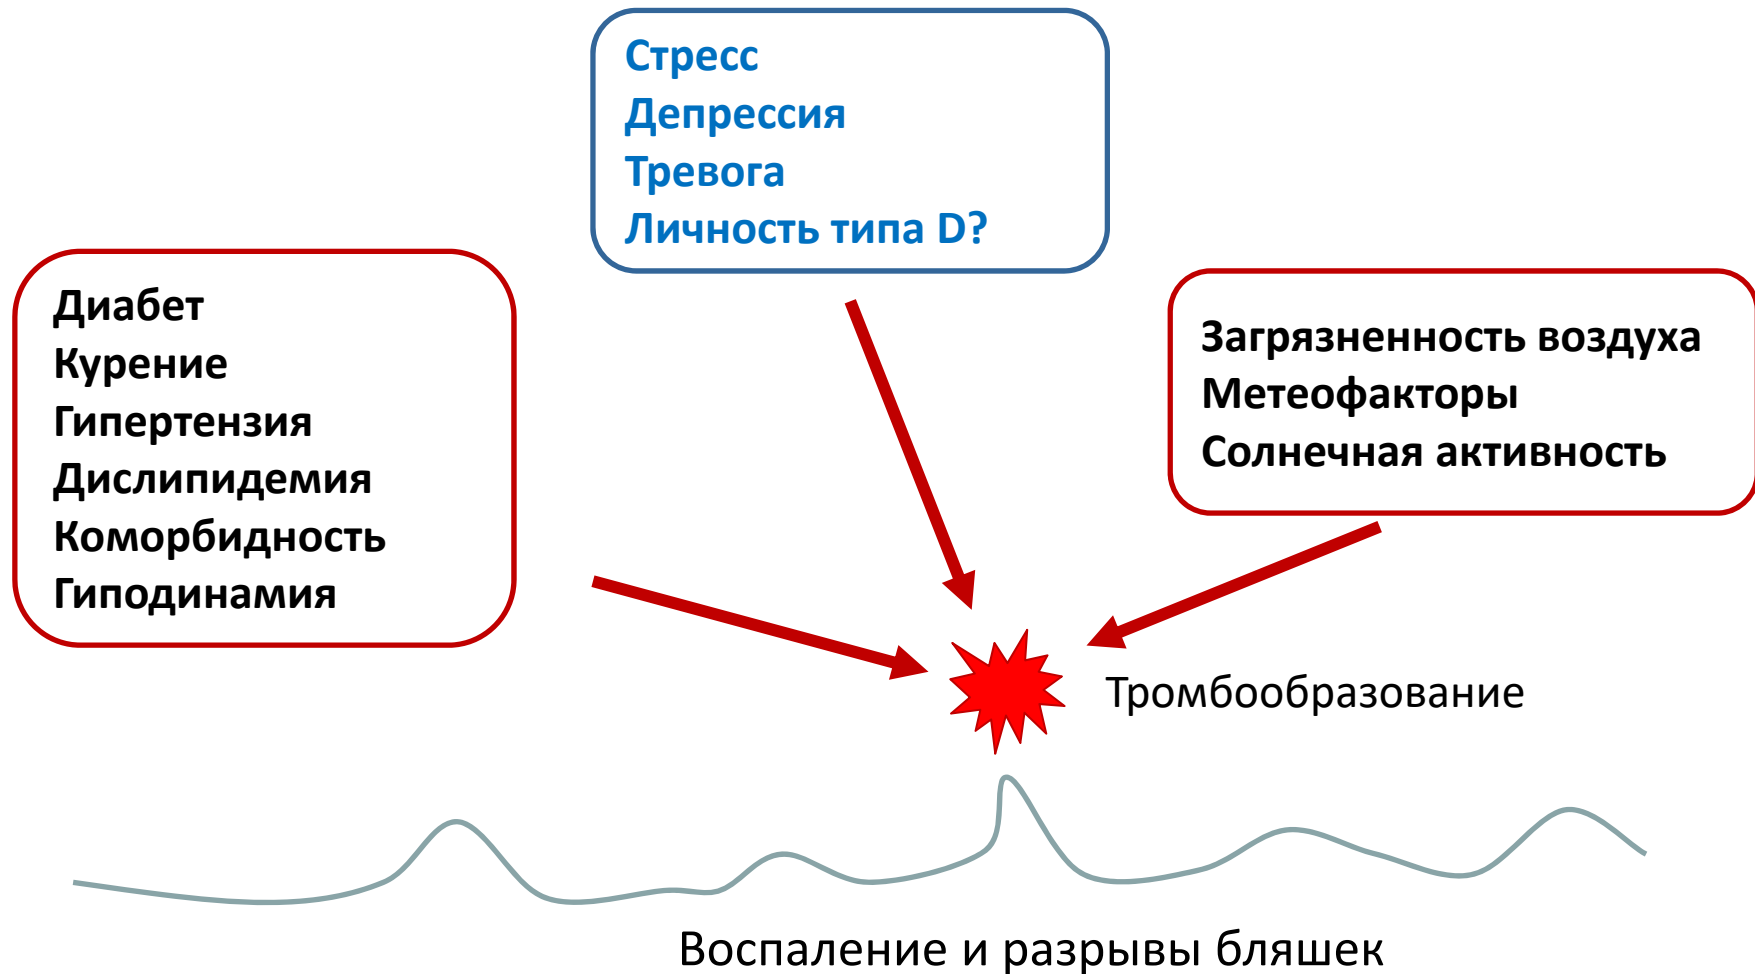 Стресс
Депрессия
Тревога
Личность типа D?
Диабет
Курение
Гипертензия
Дислипидемия
Коморбидность
Гиподинамия
Загрязненность воздуха
Метеофакторы
Солнечная активность
Тромбообразование
Воспаление и разрывы бляшек